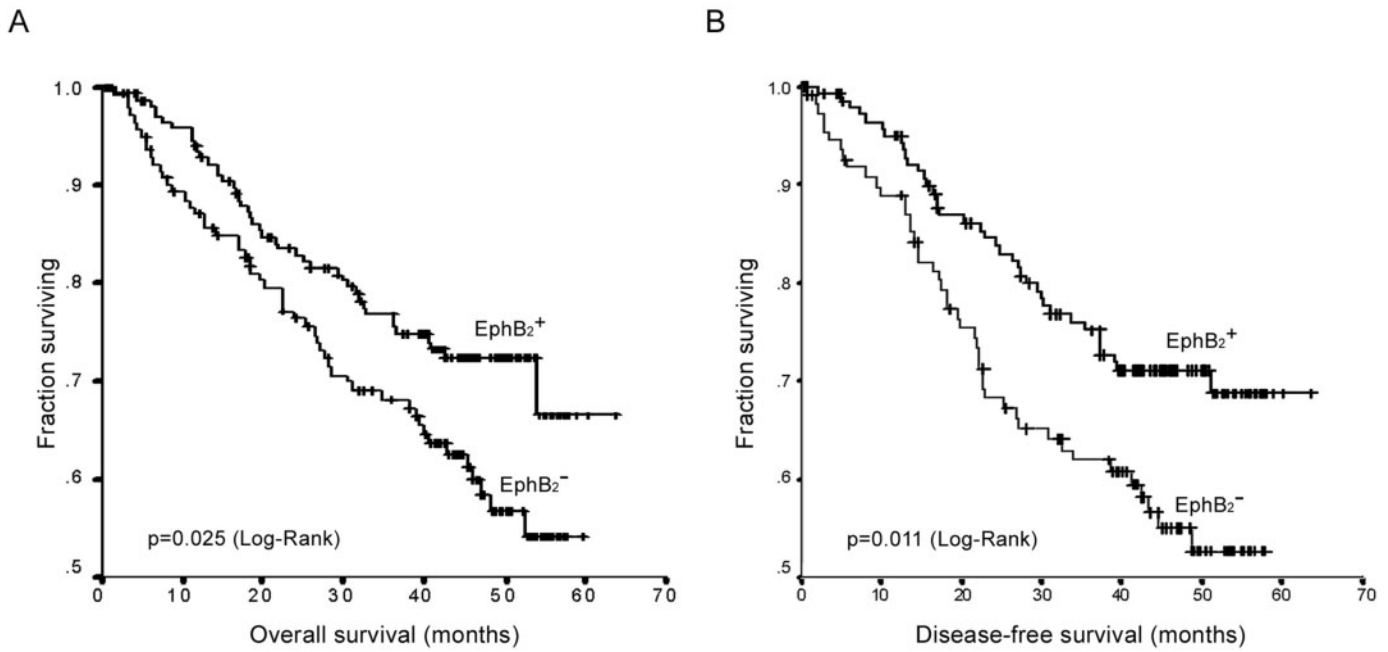 A
1.0
.9
.8
.7
.6
.5
Fraction surviving
EphB₂⁺
EphB₂⁻
p=0.025 (Log-Rank)
0 10 20 30 40 50 60 70
Overall survival (months)
B
1.0
.9
.8
.7
.6
.5
Fraction surviving
EphB₂⁺
EphB₂⁻
p=0.011 (Log-Rank)
0 10 20 30 40 50 60 70
Disease-free survival (months)